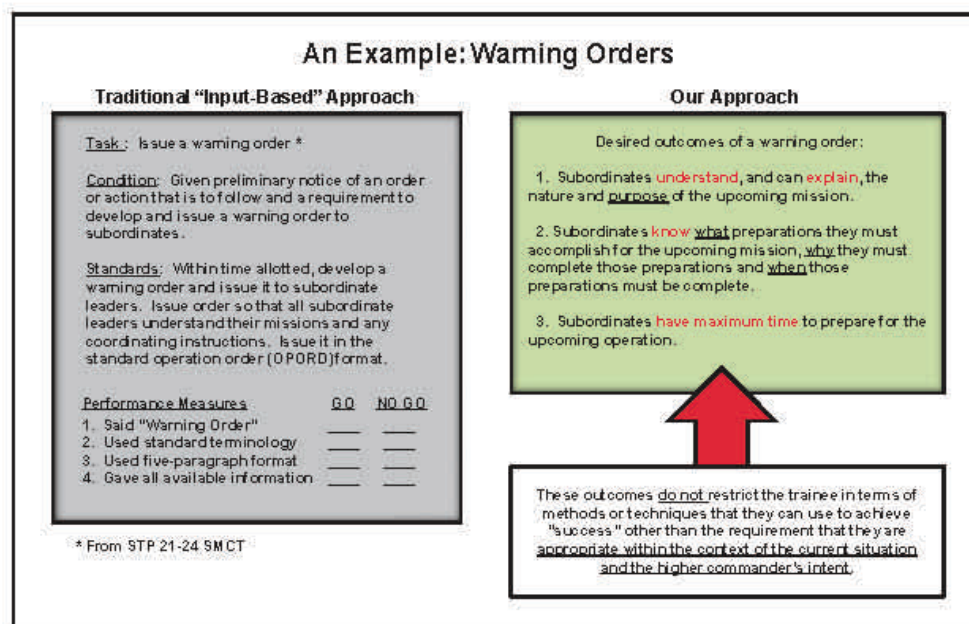 An Example: Warning Orders
Traditional "Input-Based" Approach
Task: Issue a warning order *
Condition: Given preliminary notice of an order
or action that is to follow and a requirement to
develop and issue a warning order to
subordinates.
Standards: Within time allotted, develop a
warning order and issue it to subordinate
leaders. Issue order so that all subordinate
leaders understand their missions and any
coordinating instructions. Issue it in the
standard operation order (OPORD) format.
Performance Measures GO NO GO
1. Said "Warning Order" ___ ___
2. Used standard terminology ___ ___
3. Used five-paragraph format ___ ___
4. Gave all available information ___ ___
* From STP 21-24 SMCT
Our Approach
Desired outcomes of a warning order:
1. Subordinates understand, and can explain, the
nature and purpose of the upcoming mission.
2. Subordinates know what preparations they must
accomplish for the upcoming mission, why they must
complete those preparations and when those
preparations must be complete.
3. Subordinates have maximum time to prepare for the
upcoming operation.
These outcomes do not restrict the trainee in terms of
methods or techniques that they can use to achieve
"success" other than the requirement that they are
appropriate within the context of the current situation
and the higher commander's intent.